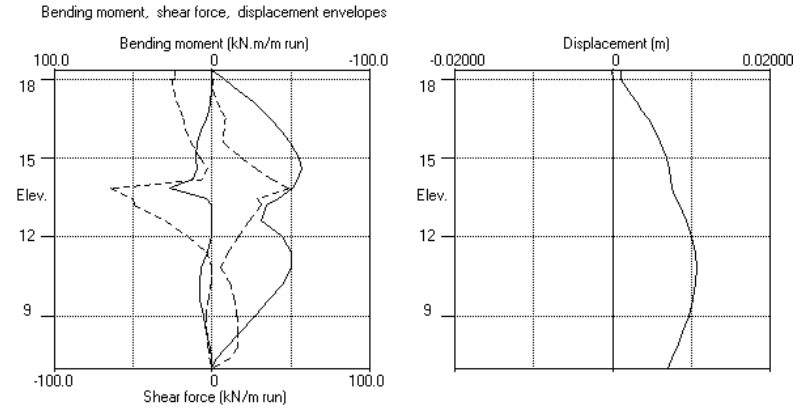 Bending moment, shear force, displacement envelopes
Bending moment (kN.m/m run)
100.0 0 -100.0
18
15
Elev.
12
9
-100.0 0 100.0
Shear force (kN/m run)
Displacement (m)
-0.02000 0 0.02000
18
15
Elev.
12
9